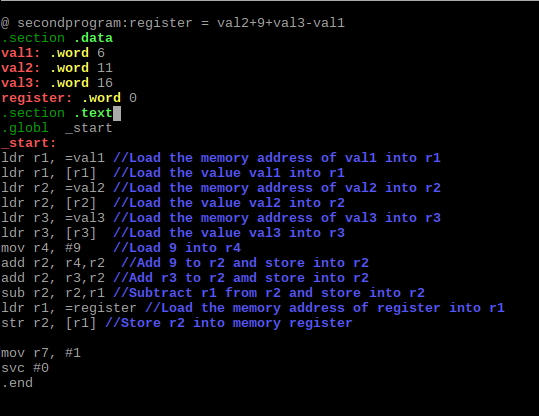 @ secondprogram:register = val2+9+val3-val1
.section .data
val1: .word 6
val2: .word 11
val3: .word 16
register: .word 0
.section .text
.globl  _start
_start:
ldr r1, =val1 //Load the memory address of val1 into r1
ldr r1, [r1]  //Load the value val1 into r1
ldr r2, =val2 //Load the memory address of val2 into r2
ldr r2, [r2]  //Load the value val2 into r2
ldr r3, =val3 //Load the memory address of val3 into r3
ldr r3, [r3]  //Load the value val3 into r3
mov r4, #9    //Load 9 into r4
add r2, r4,r2  //Add 9 to r2 and store into r2
add r2, r3,r2 //Add r3 to r2 amd store into r2
sub r2, r2,r1 //Subtract r1 from r2 and store into r2
ldr r1, =register //Load the memory address of register into r1
str r2, [r1] //Store r2 into memory register
mov r7, #1
svc #0
.end